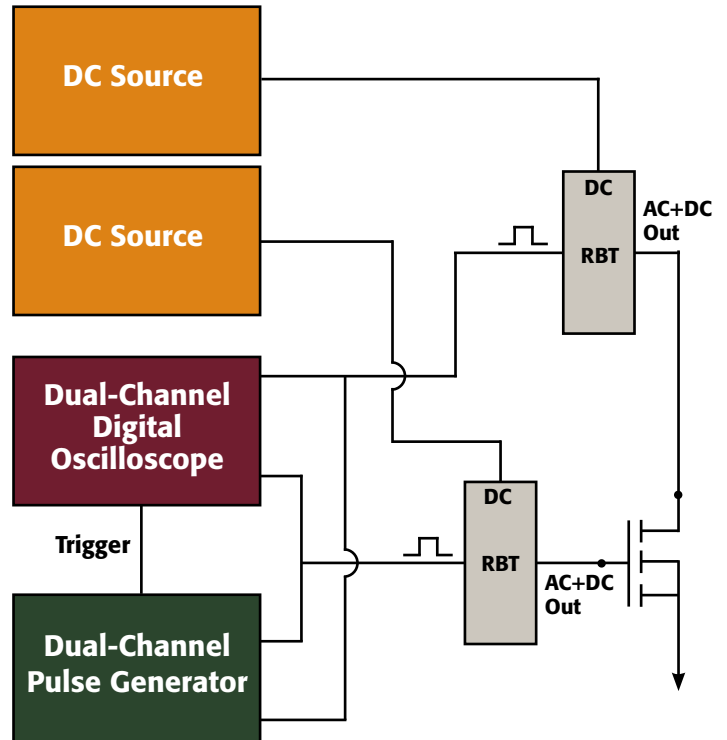 DC Source
DC Source
DC
AC+DC
Out
RBT
Dual-Channel
Digital
Oscilloscope
DC
Trigger
RBT
AC+DC
Out
Dual-Channel
Pulse Generator